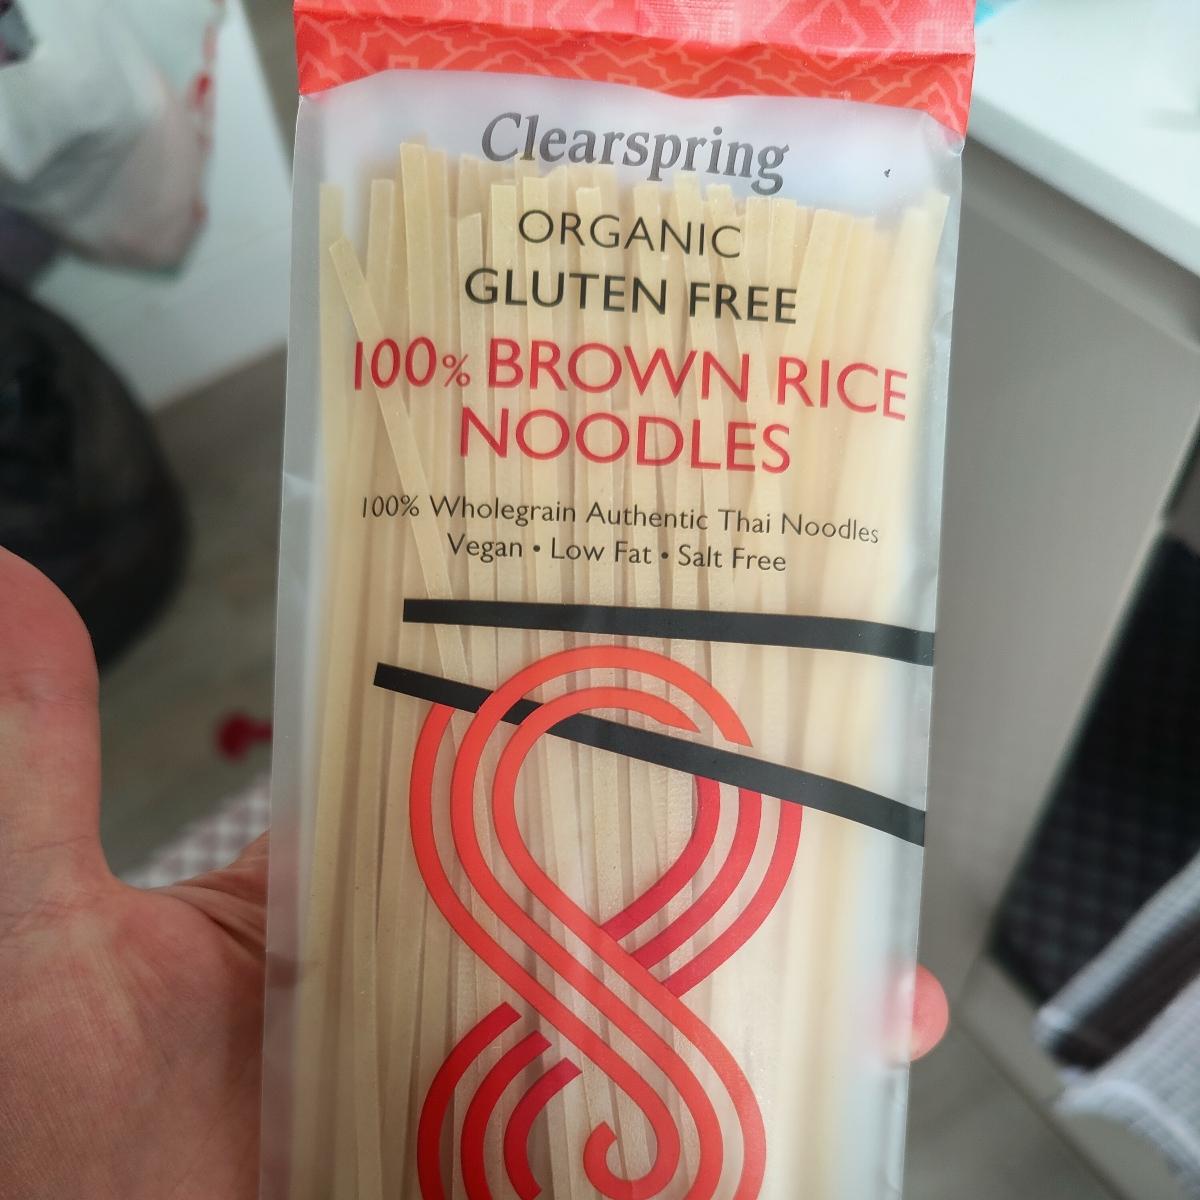 Clearspring
ORGANIC
GLUTEN FREE
100% BROWN RICE
NOODLES
100% Wholegrain Authentic Thai Noodles
Vegan • Low Fat • Salt Free